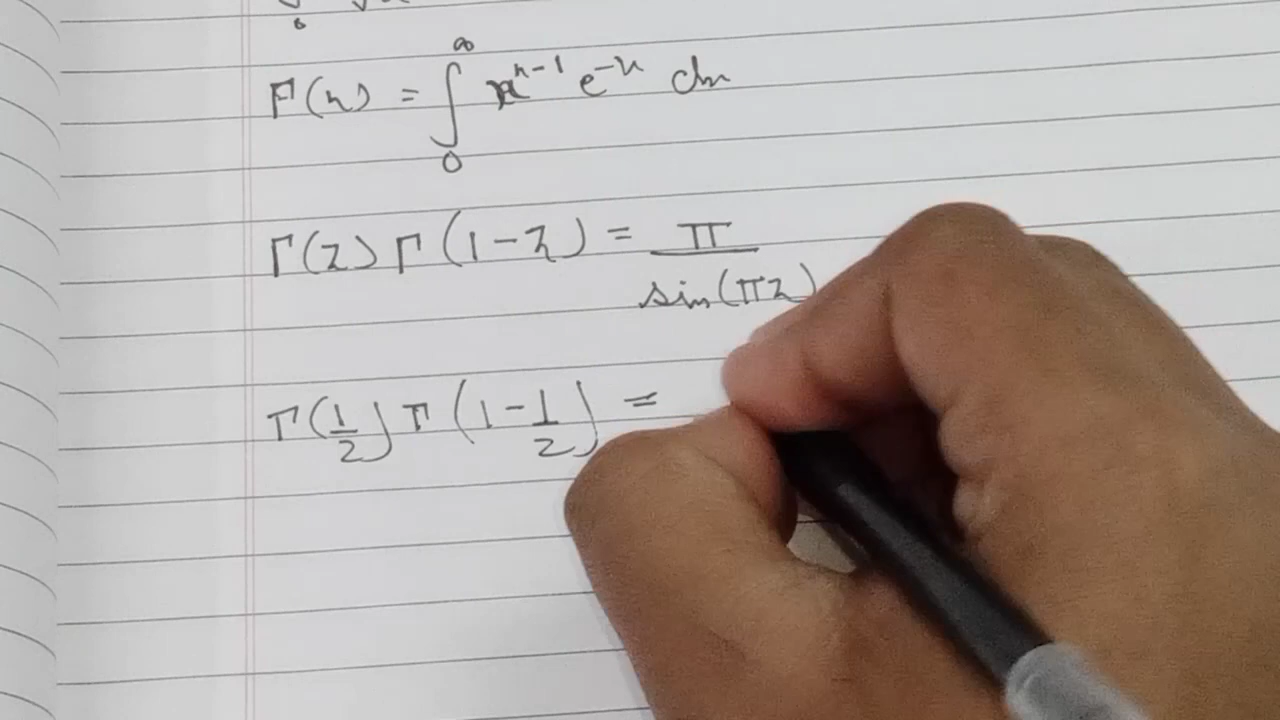 Γ(n) = ∫₀^∞ x^{n-1} e^{-x} dx
Γ(z) Γ(1-z) = π / sin(πz)
Γ(1/2) Γ(1-1/2) =